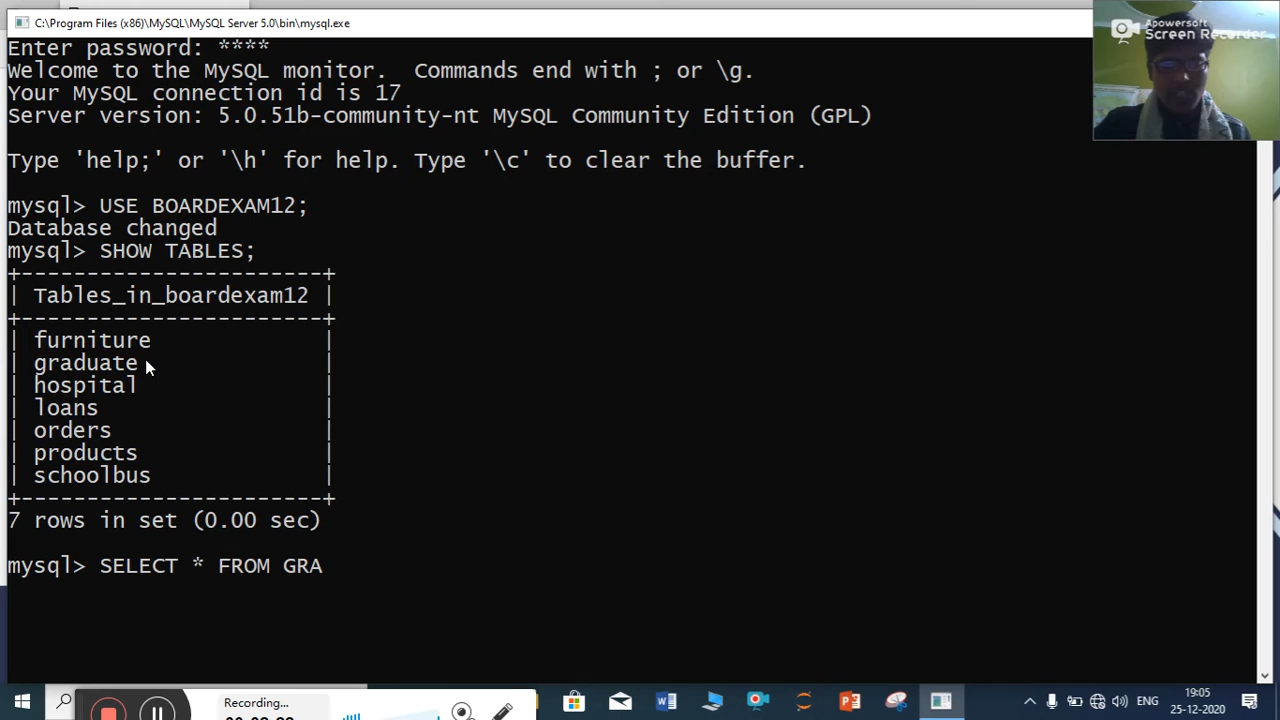 C:\Program Files (x86)\MySQL\MySQL Server 5.0\bin\mysql.exe
Apowersoft
Screen Recorder
Enter password: ****
Welcome to the MySQL monitor.  Commands end with ; or \g.
Your MySQL connection id is 17
Server version: 5.0.51b-community-nt MySQL Community Edition (GPL)
Type 'help;' or '\h' for help. Type '\c' to clear the buffer.
mysql> USE BOARDEXAM12;
Database changed
mysql> SHOW TABLES;
+-----------------------+
| Tables_in_boardexam12 |
+-----------------------+
| furniture             |
| graduate              |
| hospital              |
| loans                 |
| orders                |
| products              |
| schoolbus             |
+-----------------------+
7 rows in set (0.00 sec)
mysql> SELECT * FROM GRA
Recording...
ENG
19:05
25-12-2020